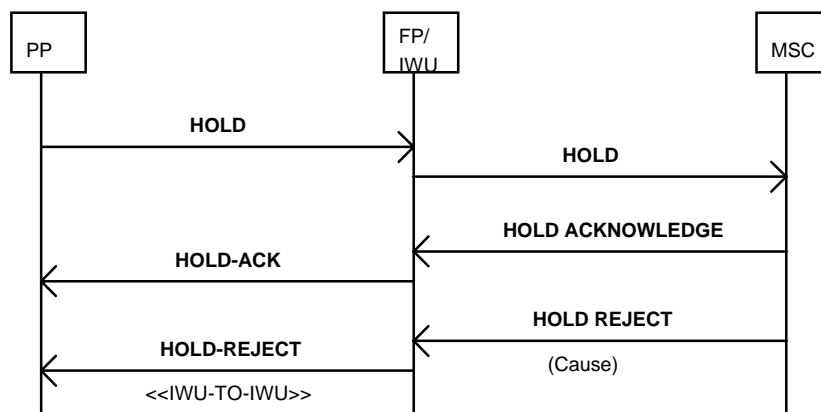 PP
FP/
IWU
MSC
HOLD
HOLD
HOLD ACKNOWLEDGE
HOLD-ACK
HOLD REJECT
(Cause)
HOLD-REJECT
<<IWU-TO-IWU>>